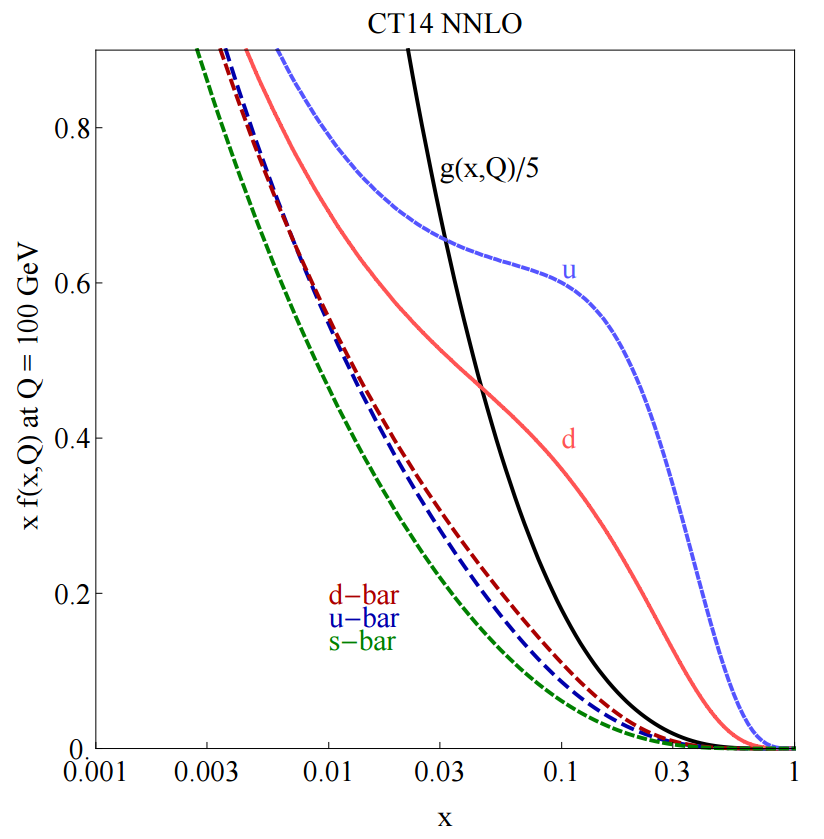 CT14 NNLO
x f(x,Q) at Q = 100 GeV
0.8
0.6
0.4
0.2
0.
g(x,Q)/5
u
d
d−bar
u−bar
s−bar
0.001 0.003 0.01 0.03 0.1 0.3 1
x